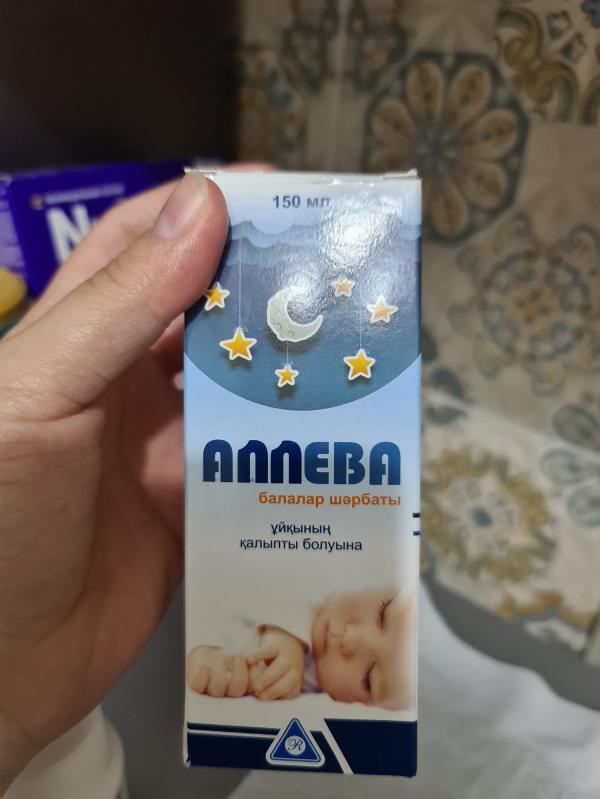 150 мл
АЛЛЕВА
балалар шәрбаты
ұйқының
қалыпты болуына
R